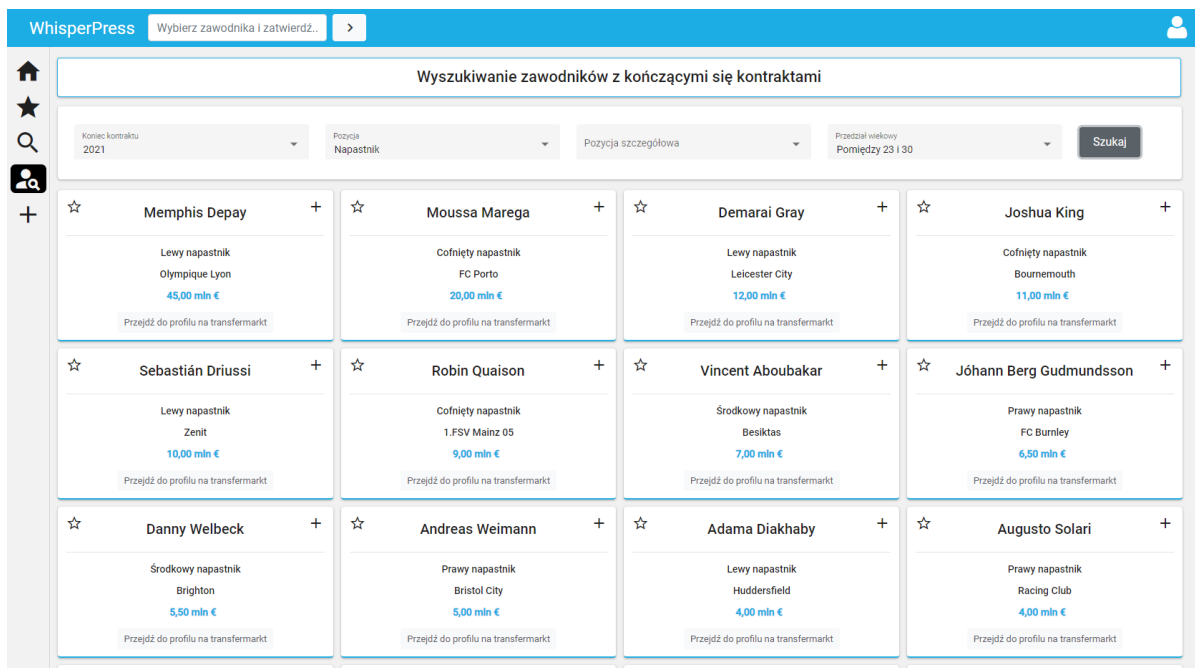 WhisperPress
Wybierz zawodnika i zatwierdź..
Wyszukiwanie zawodników z kończącymi się kontraktami
Koniec kontraktu
2021
Pozycja
Napastnik
Pozycja szczegółowa
Przedział wiekowy
Pomiędzy 23 i 30
Szukaj
Memphis Depay
Lewy napastnik
Olympique Lyon
45,00 mln €
Przejdź do profilu na transfermarkt
Moussa Marega
Cofnięty napastnik
FC Porto
20,00 mln €
Przejdź do profilu na transfermarkt
Demarai Gray
Lewy napastnik
Leicester City
12,00 mln €
Przejdź do profilu na transfermarkt
Joshua King
Cofnięty napastnik
Bournemouth
11,00 mln €
Przejdź do profilu na transfermarkt
Sebastián Driussi
Lewy napastnik
Zenit
10,00 mln €
Przejdź do profilu na transfermarkt
Robin Quaison
Cofnięty napastnik
1.FSV Mainz 05
9,00 mln €
Przejdź do profilu na transfermarkt
Vincent Aboubakar
Środkowy napastnik
Besiktas
7,00 mln €
Przejdź do profilu na transfermarkt
Jóhann Berg Gudmundsson
Prawy napastnik
FC Burnley
6,50 mln €
Przejdź do profilu na transfermarkt
Danny Welbeck
Środkowy napastnik
Brighton
5,50 mln €
Przejdź do profilu na transfermarkt
Andreas Weimann
Prawy napastnik
Bristol City
5,00 mln €
Przejdź do profilu na transfermarkt
Adama Diakhaby
Lewy napastnik
Huddersfield
4,00 mln €
Przejdź do profilu na transfermarkt
Augusto Solari
Prawy napastnik
Racing Club
4,00 mln €
Przejdź do profilu na transfermarkt